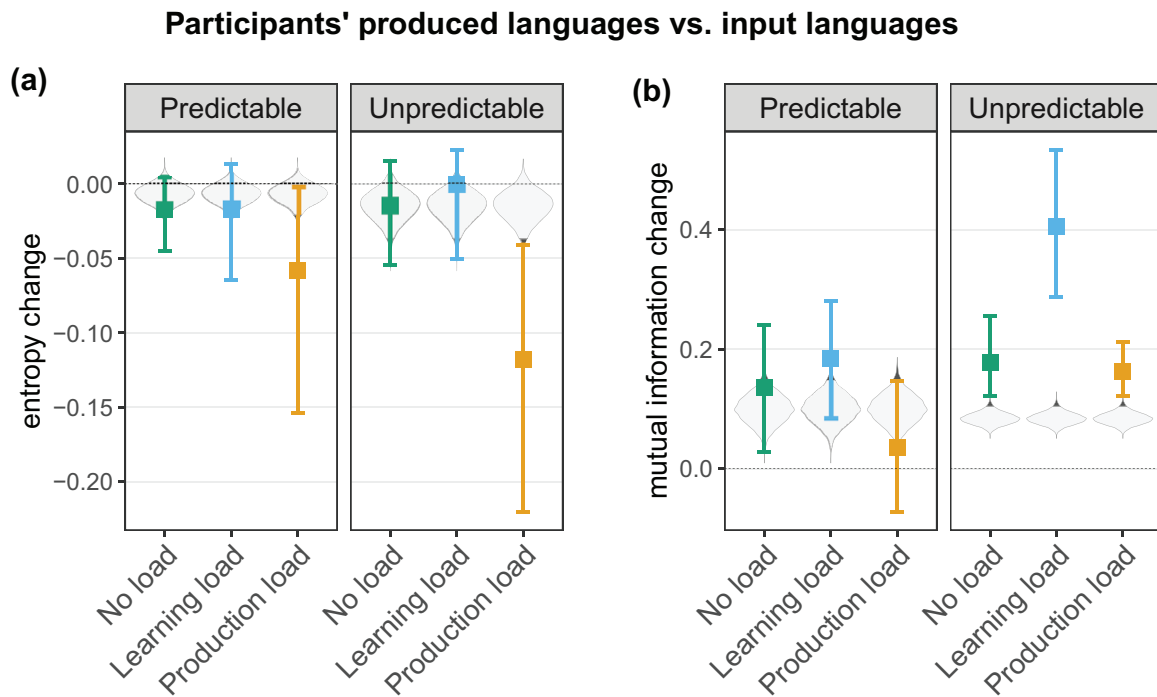 Participants' produced languages vs. input languages
(a)
Predictable
Unpredictable
0.00
−0.05
−0.10
−0.15
−0.20
entropy change
No load
Learning load
Production load
No load
Learning load
Production load
(b)
Predictable
Unpredictable
0.4
0.2
0.0
mutual information change
No load
Learning load
Production load
No load
Learning load
Production load